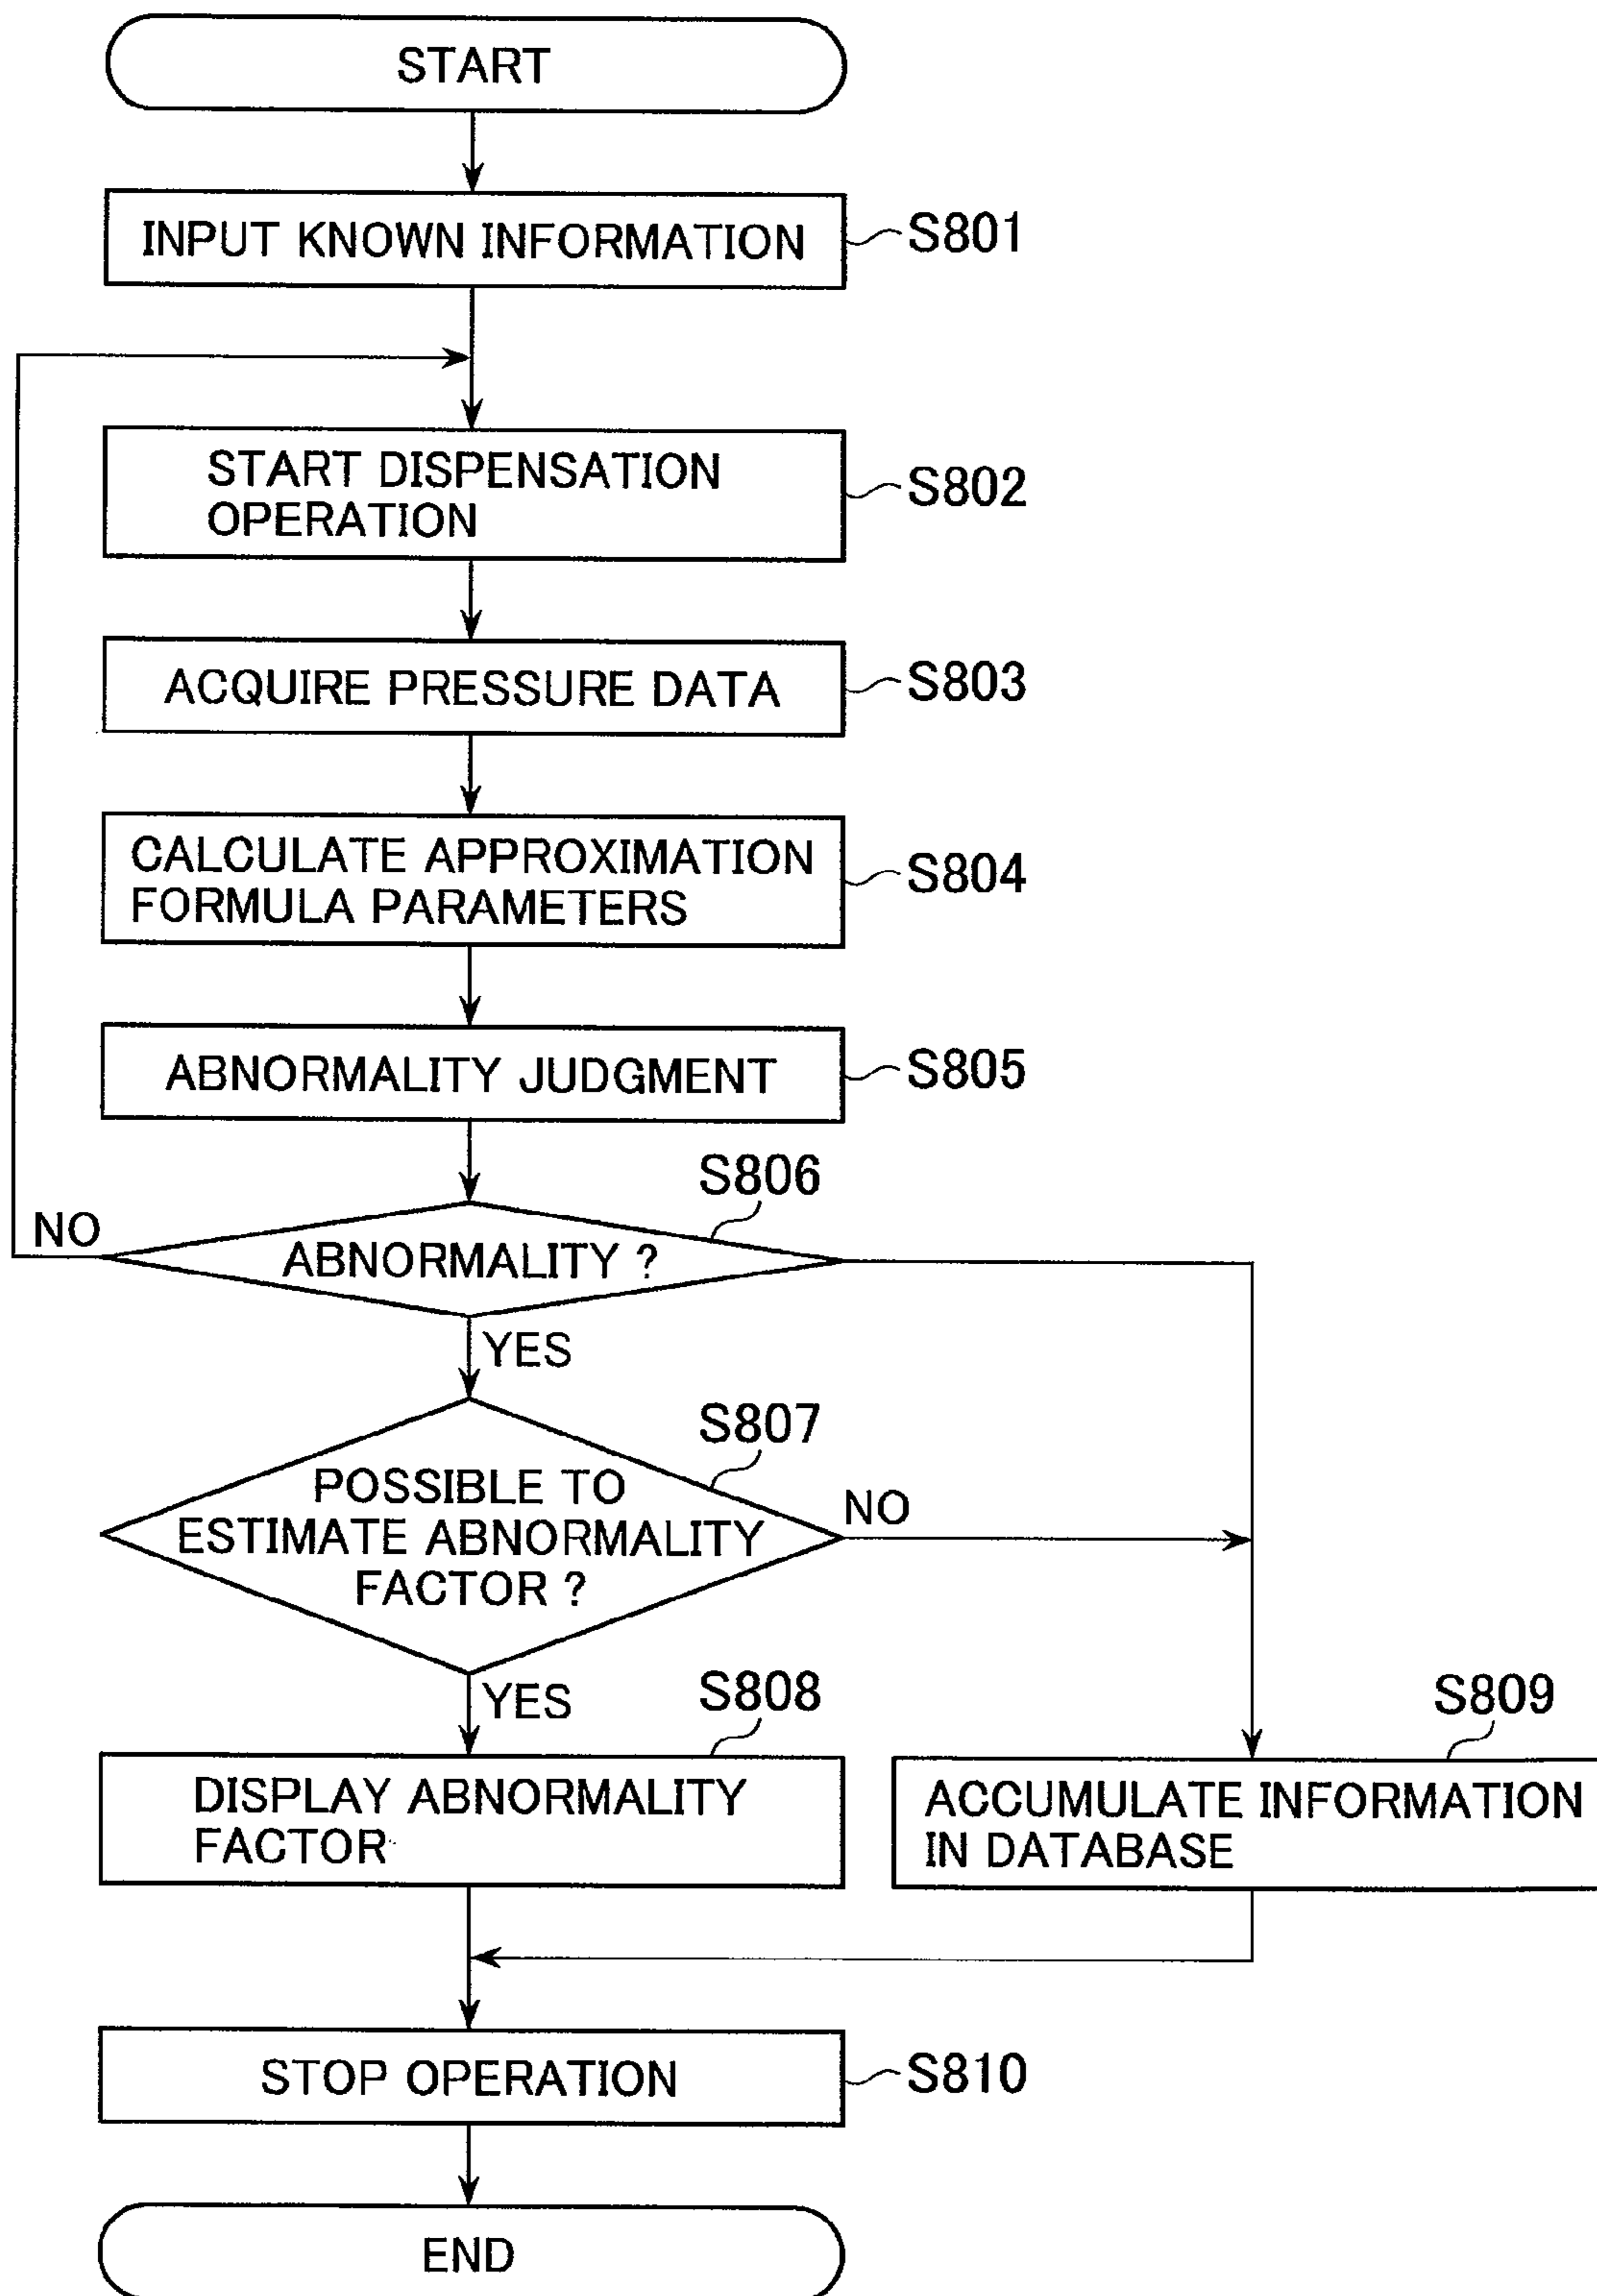 START
INPUT KNOWN INFORMATION
S801
START DISPENSATION
OPERATION
S802
ACQUIRE PRESSURE DATA
S803
CALCULATE APPROXIMATION
FORMULA PARAMETERS
S804
ABNORMALITY JUDGMENT
S805
S806
NO
ABNORMALITY ?
YES
S807
POSSIBLE TO
ESTIMATE ABNORMALITY
FACTOR ?
NO
YES
S808
DISPLAY ABNORMALITY
FACTOR
S809
ACCUMULATE INFORMATION
IN DATABASE
STOP OPERATION
S810
END